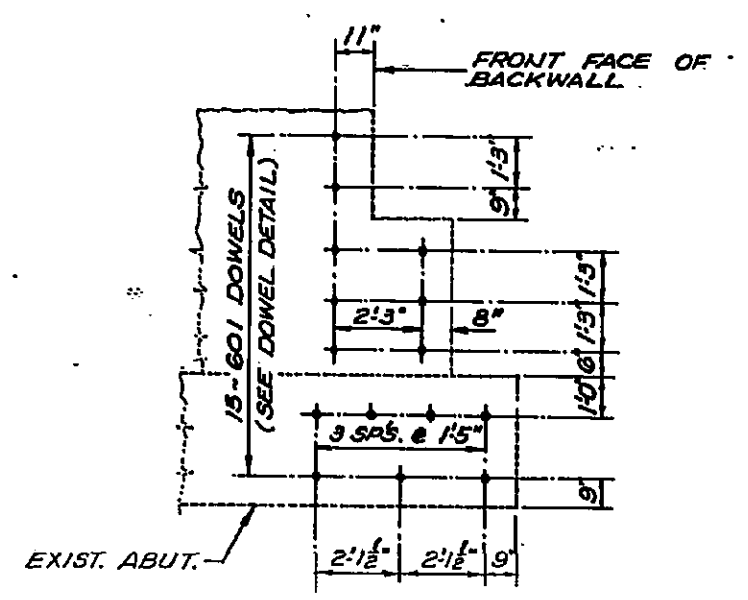 11"
FRONT FACE OF
BACKWALL
1'-3"
9"
15-601 DOWELS
(SEE DOWEL DETAIL)
1'-3"
1'-3"
6"
1'-0"
2'-3"
8"
3 SPS. @ 1'-5"
9"
EXIST. ABUT.
2'-1½"
2'-1½"
9"